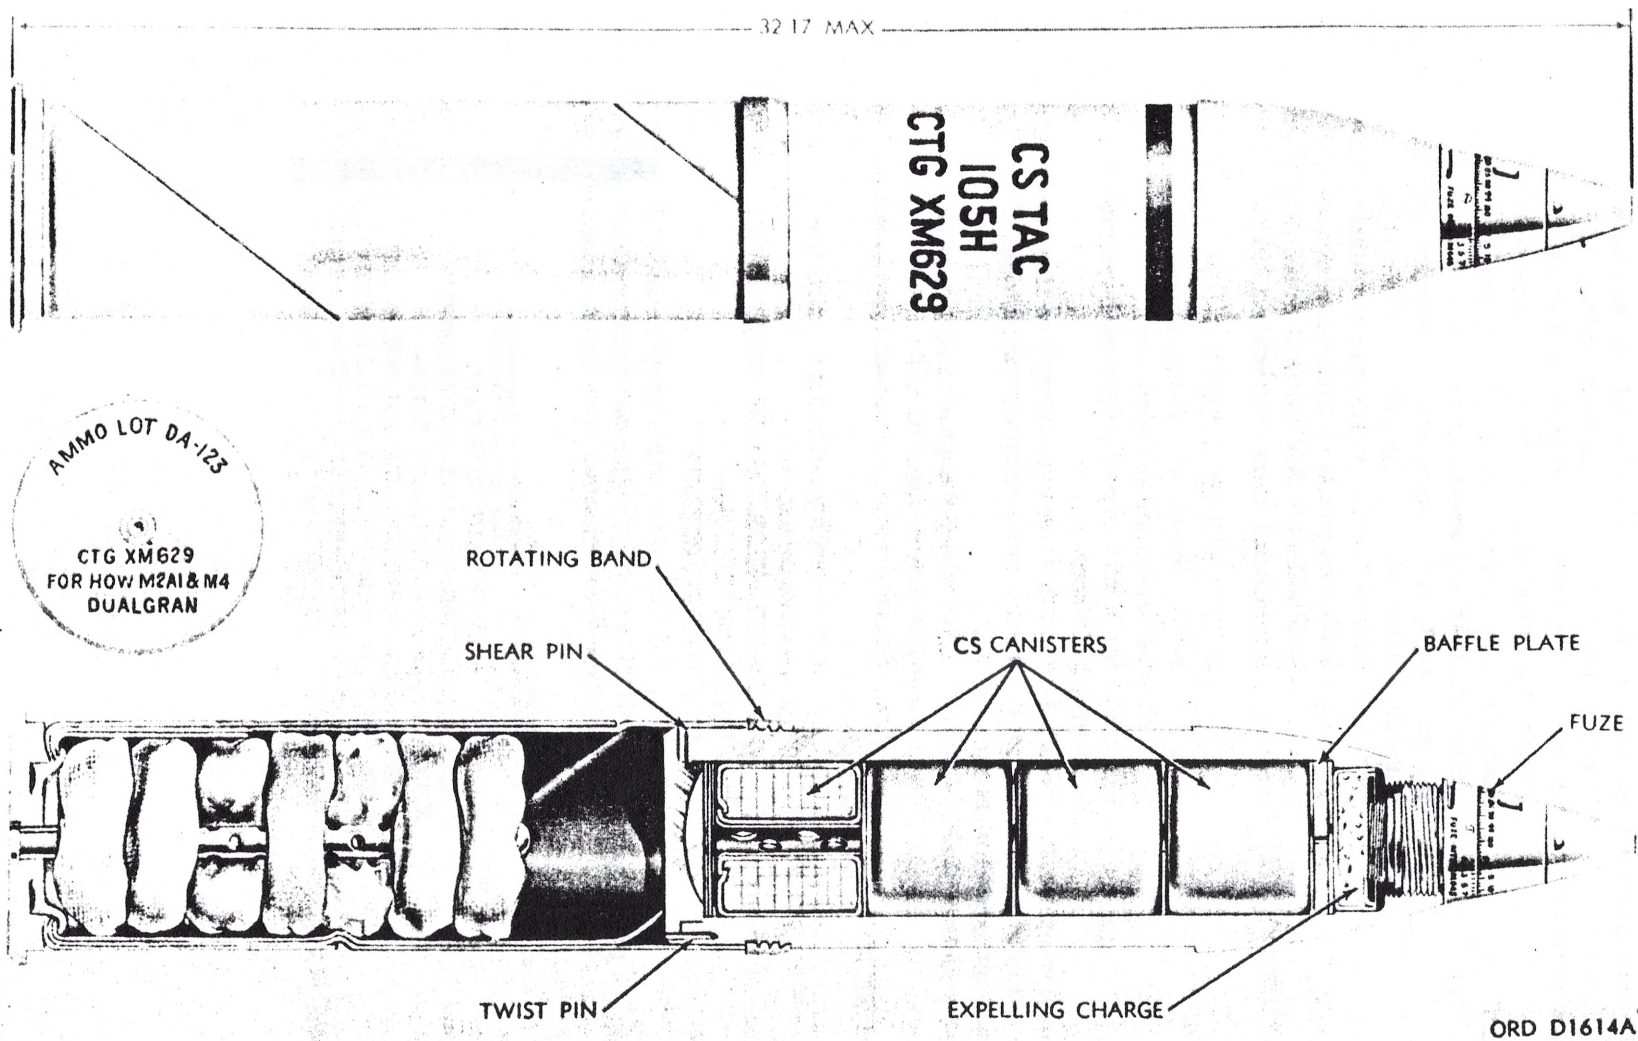 32.17 MAX
CS TAC
105H
CTG XM629
AMMO LOT DA-123
CTG XM629
FOR HOW M2A1 & M4
DUALGRAN
ROTATING BAND
SHEAR PIN
CS CANISTERS
BAFFLE PLATE
FUZE
TWIST PIN
EXPELLING CHARGE
ORD D1614A